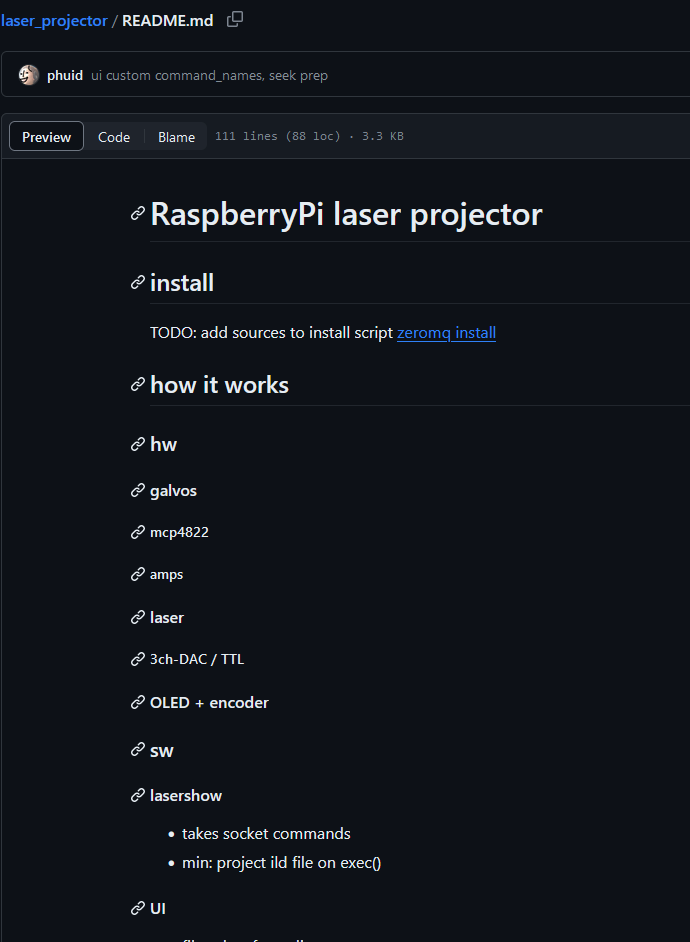 laser_projector / README.md
phuid ui custom command_names, seek prep
Preview Code Blame 111 lines (88 loc) · 3.3 KB
RaspberryPi laser projector
install
TODO: add sources to install script zeromq install
how it works
hw
galvos
mcp4822
amps
laser
3ch-DAC / TTL
OLED + encoder
sw
lasershow
• takes socket commands
• min: project ild file on exec()
UI